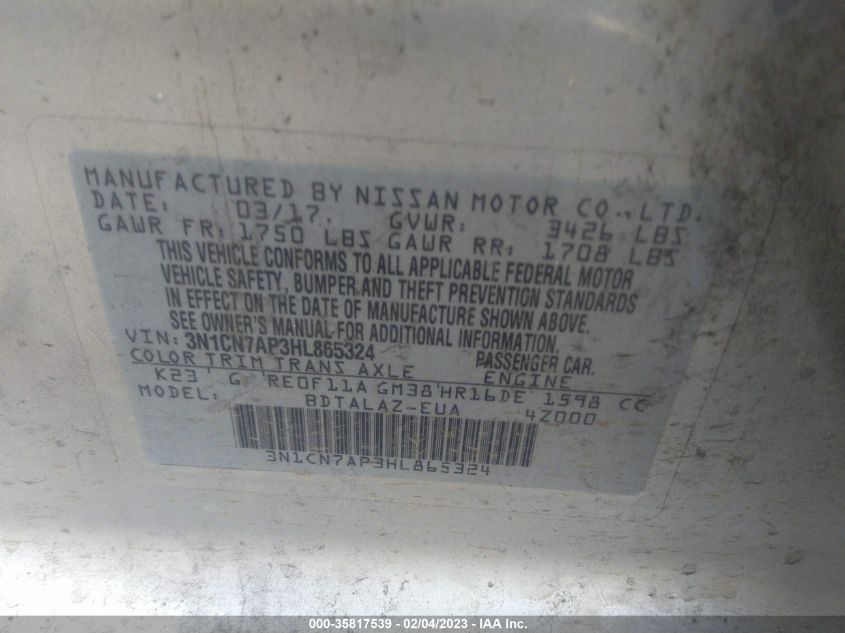 MANUFACTURED BY NISSAN MOTOR CO., LTD.
DATE: 03/17. GVWR: 3426 LBS
GAWR FR: 1750 LBS GAWR RR: 1708 LBS
THIS VEHICLE CONFORMS TO ALL APPLICABLE FEDERAL MOTOR
VEHICLE SAFETY, BUMPER AND THEFT PREVENTION STANDARDS
IN EFFECT ON THE DATE OF MANUFACTURE SHOWN ABOVE.
SEE OWNER'S MANUAL FOR ADDITIONAL INFORMATION.
VIN: 3N1CN7AP3HL865324 PASSENGER CAR.
COLOR TRIM TRANS AXLE ENGINE
K23 G RE0F11A GM38 HR16DE 1598 CC
MODEL: BDTALAZ-EUA 4Z000
3N1CN7AP3HL865324
000-35817539 - 02/04/2023 - IAA Inc.